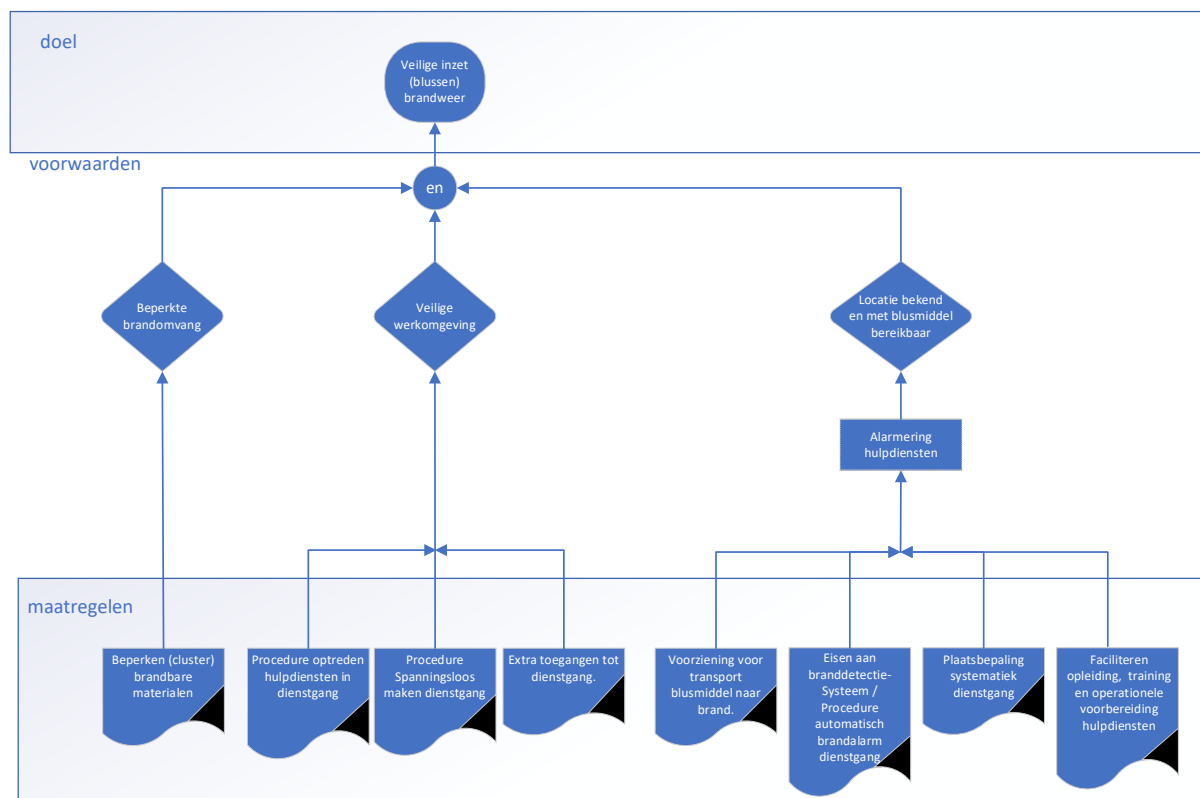 doel
Veilige inzet
(blussen)
brandweer
voorwaarden
en
Beperkte
brandomvang
Veilige
werkomgeving
Locatie bekend
en met blusmiddel
bereikbaar
Alarmering
hulpdiensten
maatregelen
Beperken (cluster)
brandbare
materialen
Procedure optreden
hulpdiensten in
dienstgang
Procedure
Spanningsloos
maken dienstgang
Extra toegangen tot
dienstgang.
Voorziening voor
transport
blusmiddel naar
brand.
Eisen aan
branddetectie-
Systeem /
Procedure
automatisch
brandalarm
dienstgang
Plaatsbepaling
systematiek
dienstgang
Faciliteren
opleiding, training
en operationele
voorbereiding
hulpdiensten